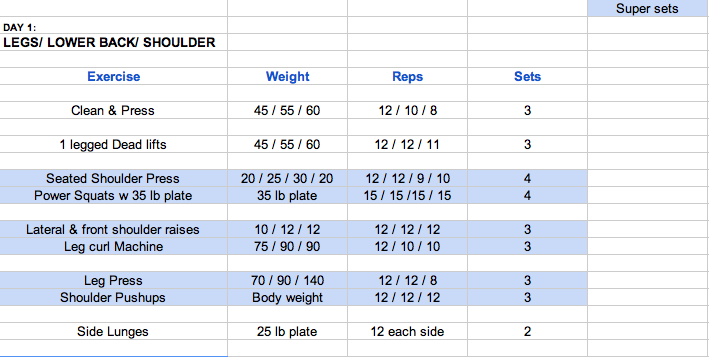 Super sets
DAY 1:
LEGS/ LOWER BACK/ SHOULDER
Exercise Weight Reps Sets
Clean & Press 45 / 55 / 60 12 / 10 / 8 3
1 legged Dead lifts 45 / 55 / 60 12 / 12 / 11 3
Seated Shoulder Press 20 / 25 / 30 / 20 12 / 12 / 9 / 10 4
Power Squats w 35 lb plate 35 lb plate 15 / 15 /15 / 15 4
Lateral & front shoulder raises 10 / 12 / 12 12 / 12 / 12 3
Leg curl Machine 75 / 90 / 90 12 / 10 / 10 3
Leg Press 70 / 90 / 140 12 / 12 / 8 3
Shoulder Pushups Body weight 12 / 12 / 12 3
Side Lunges 25 lb plate 12 each side 2